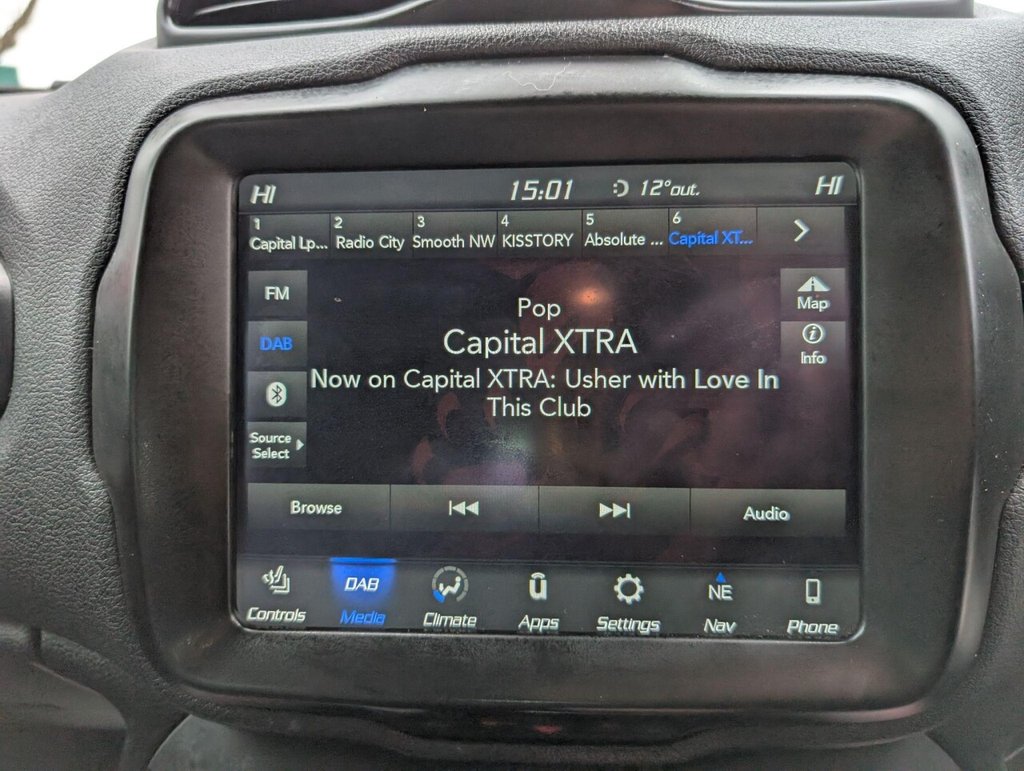 HI 15:01 12°out. HI
1 2 3 4 5 6
Capital Lp... Radio City Smooth NW KISSTORY Absolute ... Capital XT...
FM
DAB
Source
Select
Pop
Capital XTRA
Now on Capital XTRA: Usher with Love In
This Club
Map
Info
Browse Audio
DAB NE
Controls Media Climate Apps Settings Nav Phone